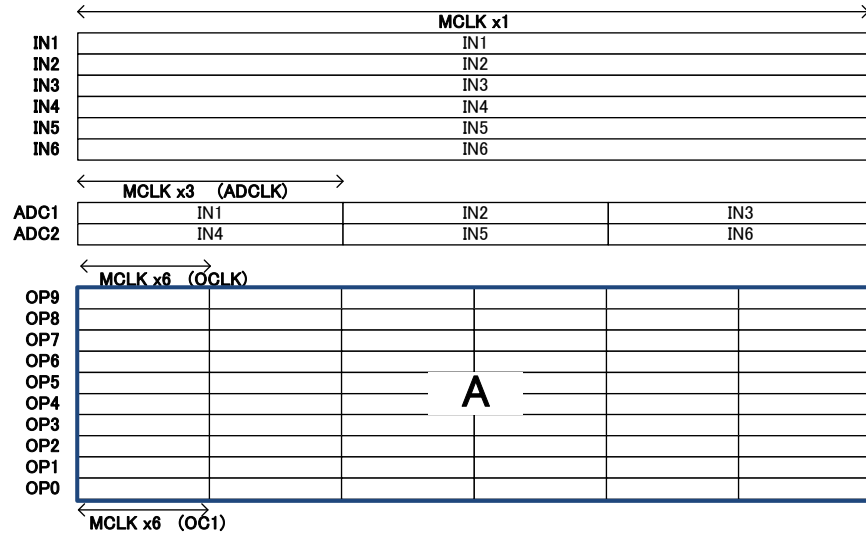 MCLK x1
IN1 IN1
IN2 IN2
IN3 IN3
IN4 IN4
IN5 IN5
IN6 IN6
MCLK x3 (ADCLK)
ADC1 IN1 IN2 IN3
ADC2 IN4 IN5 IN6
MCLK x6 (OCLK)
OP9
OP8
OP7
OP6
OP5
A
OP4
OP3
OP2
OP1
OP0
MCLK x6 (OC1)